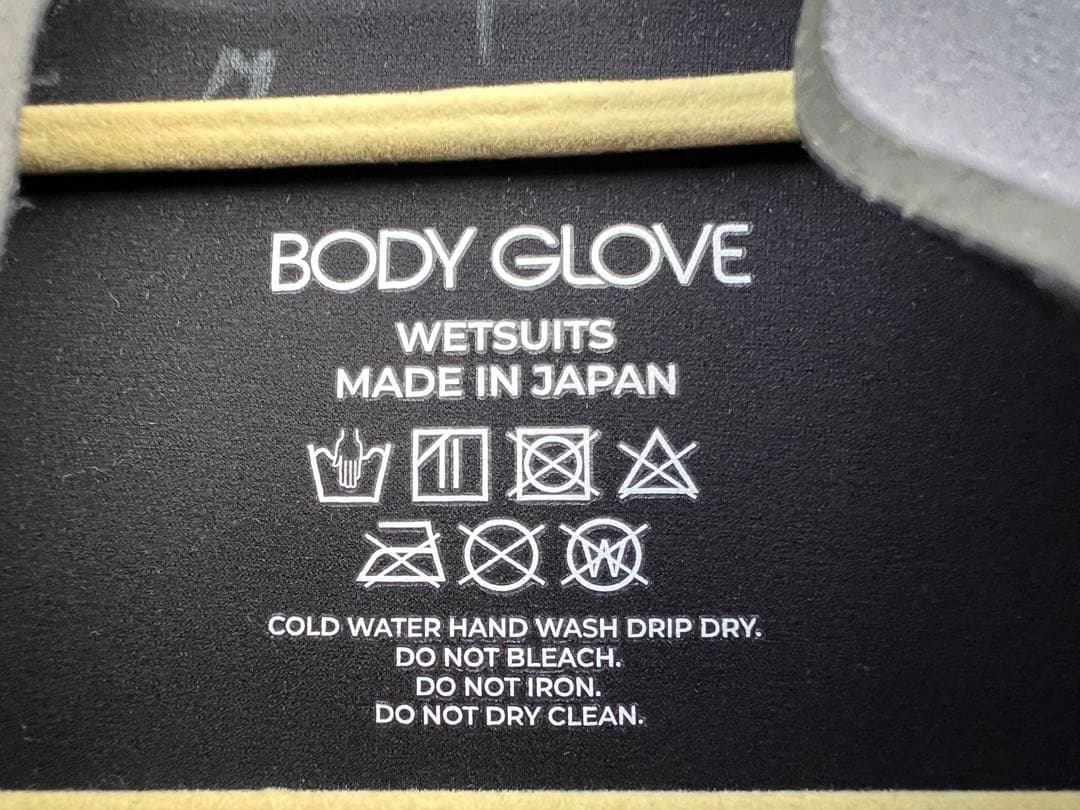 M
BODY GLOVE
WETSUITS
MADE IN JAPAN
W
COLD WATER HAND WASH DRIP DRY.
DO NOT BLEACH.
DO NOT IRON.
DO NOT DRY CLEAN.